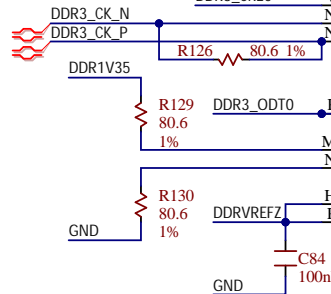 DDR3_CK_N
DDR3_CK_P
R126 80.6 1%
DDR1V35
R129
80.6
1%
DDR3_ODT0
R130
80.6
1%
DDRVREFZ
GND
C84
100n
GND